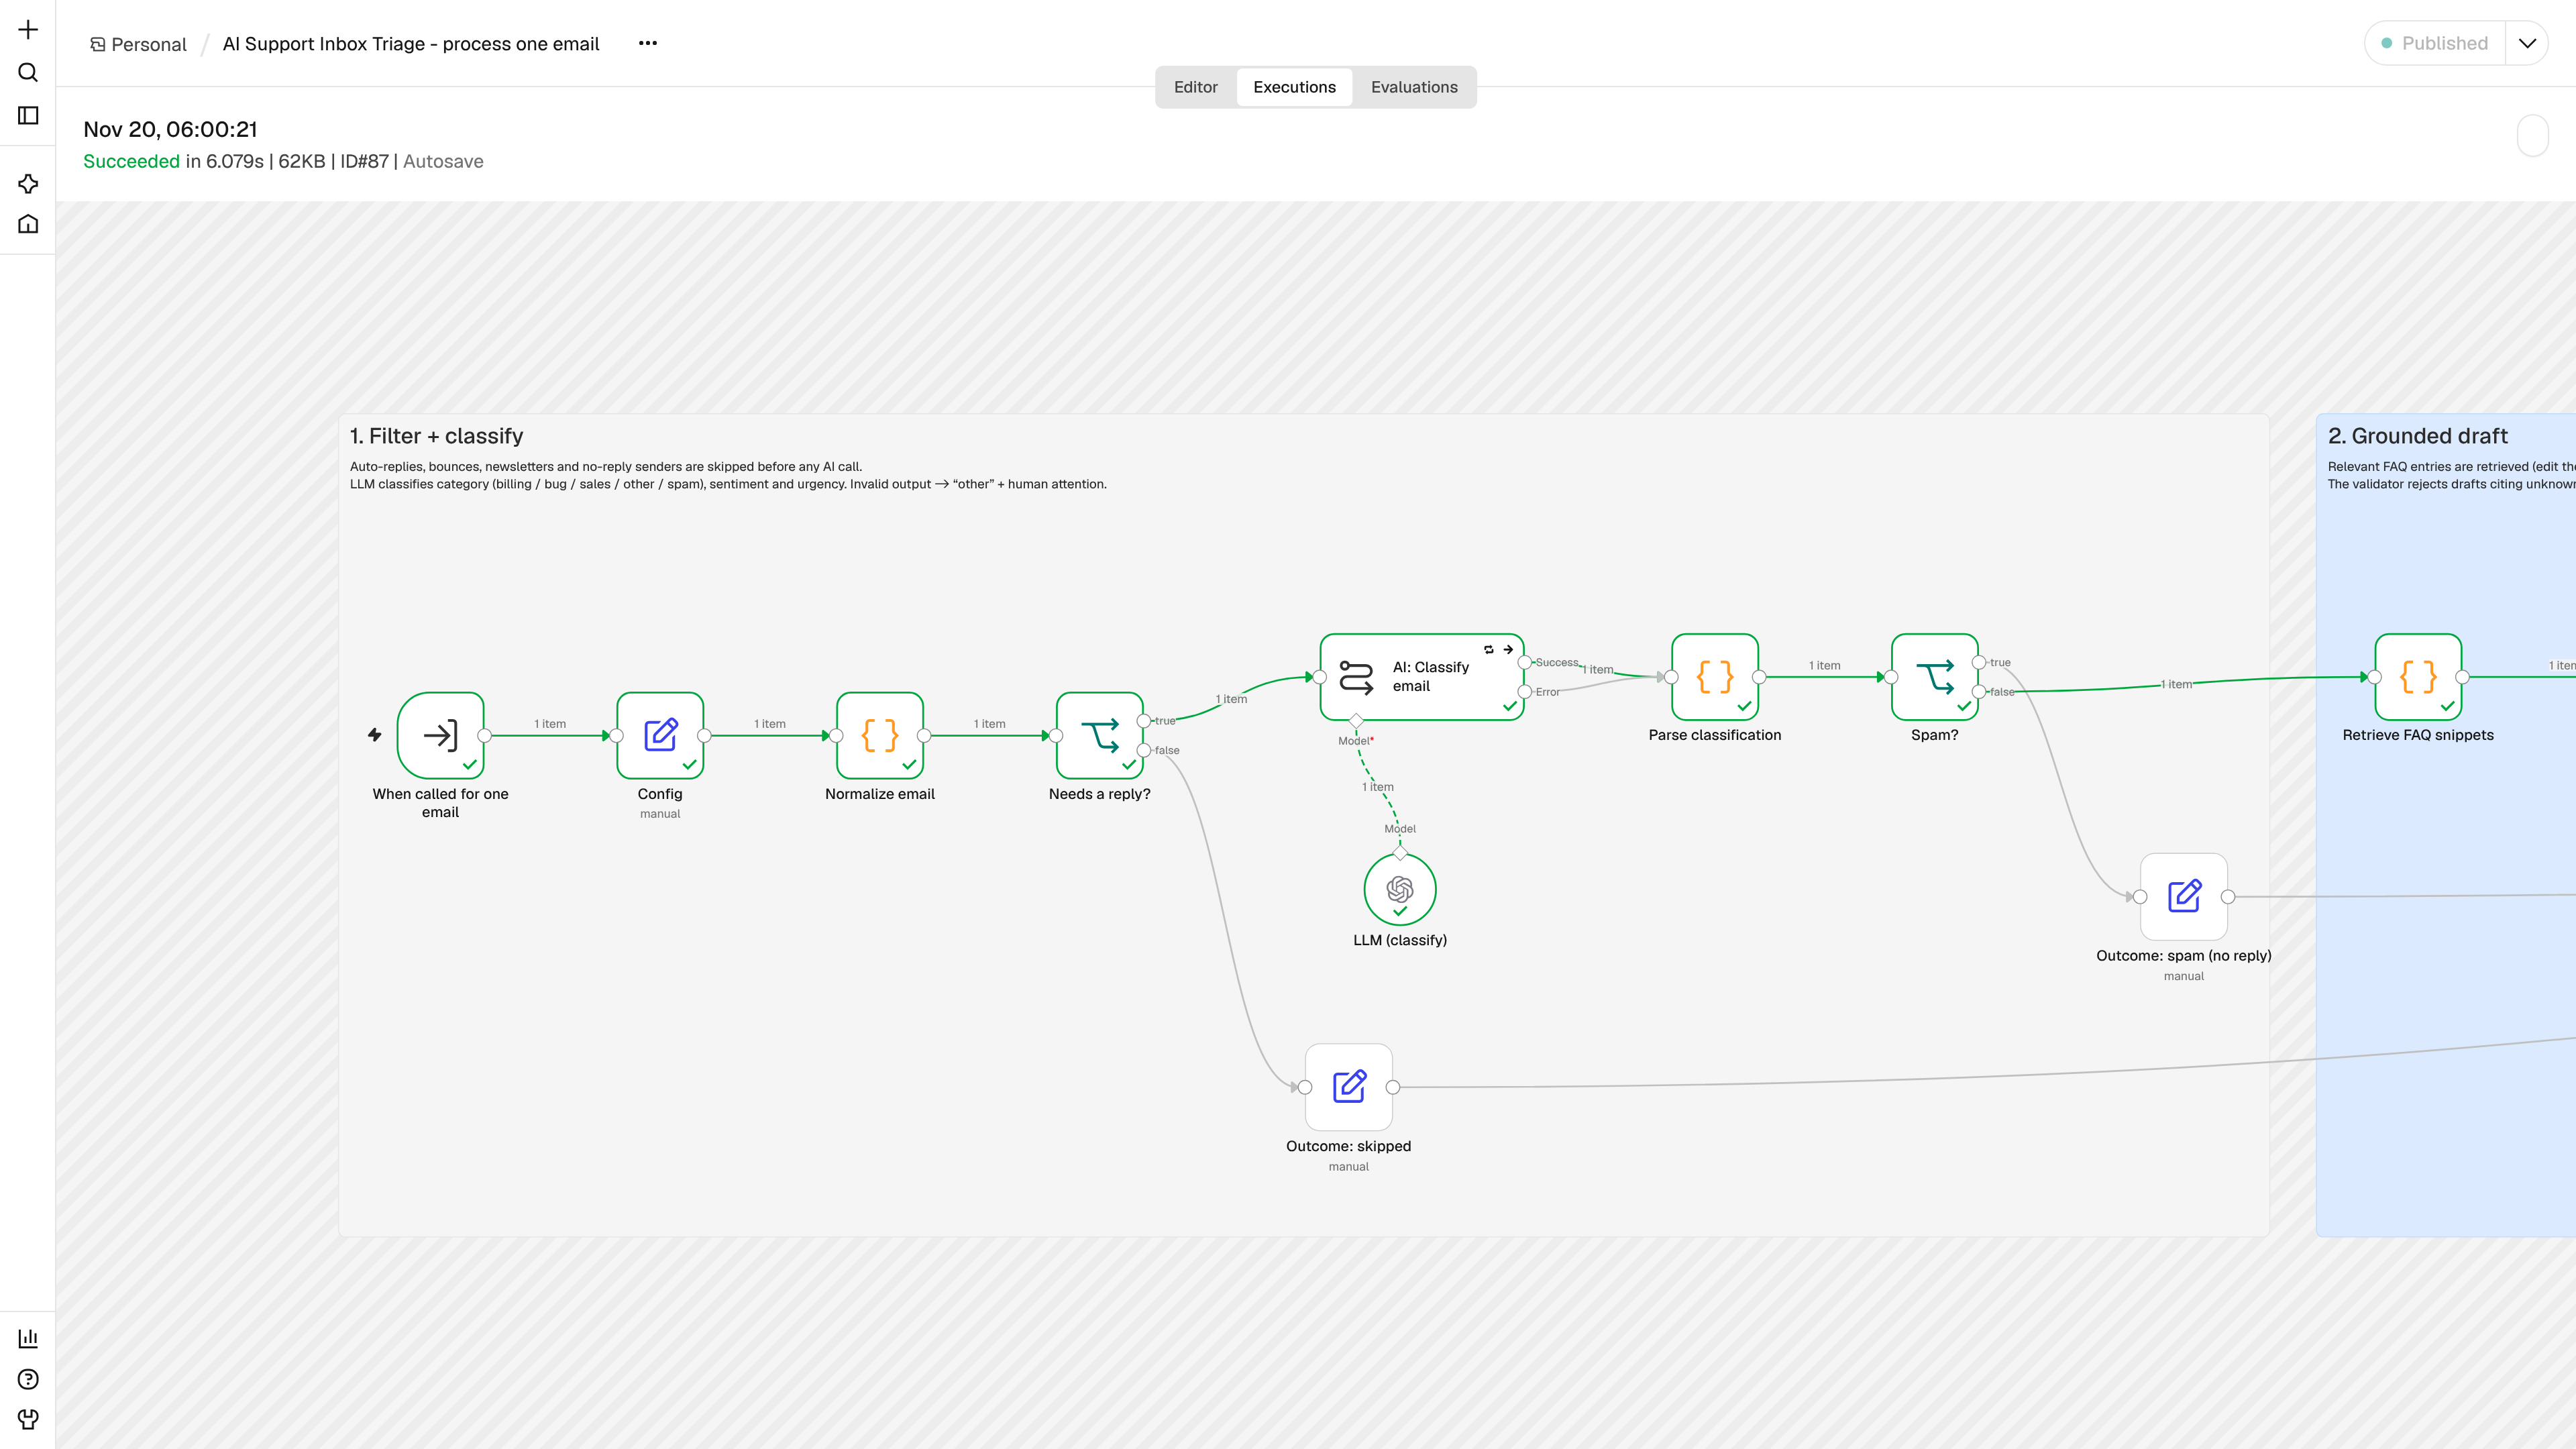 Personal / AI Support Inbox Triage - process one email
Published
Editor
Executions
Evaluations
Nov 20, 06:00:21
Succeeded in 6.079s | 62KB | ID#87 | Autosave
1. Filter + classify
Auto-replies, bounces, newsletters and no-reply senders are skipped before any AI call.
LLM classifies category (billing / bug / sales / other / spam), sentiment and urgency. Invalid output → “other” + human attention.
2. Grounded draft
Relevant FAQ entries are retrieved (edit
The validator rejects drafts citing
When called for one
email
1 item
Config
manual
1 item
Normalize email
1 item
Needs a reply?
true
false
1 item
AI: Classify
email
Success
Error
1 item
Model*
1 item
Model
LLM (classify)
Parse classification
1 item
Spam?
true
false
1 item
Retrieve FAQ snippets
1
Outcome: spam (no reply)
manual
Outcome: skipped
manual